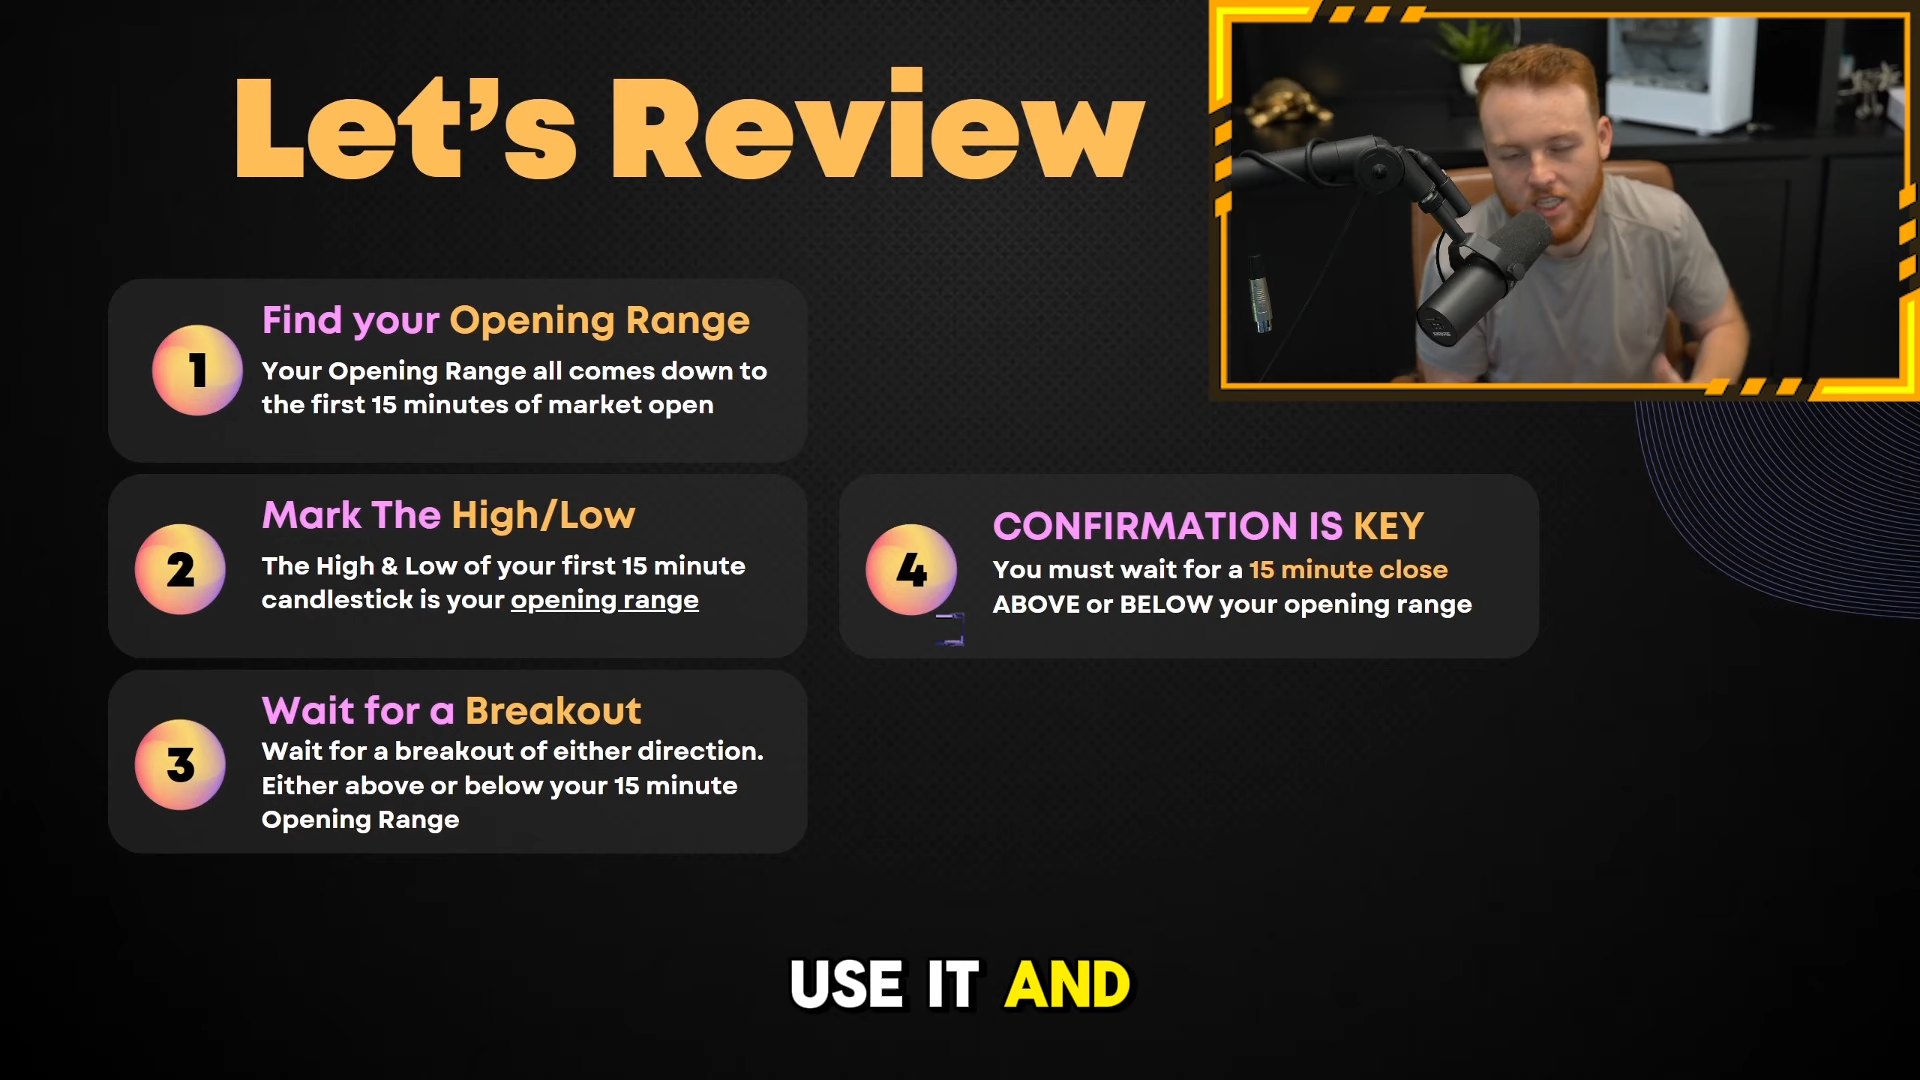 Let's Review
1
Find your Opening Range
Your Opening Range all comes down to
the first 15 minutes of market open
2
Mark The High/Low
The High & Low of your first 15 minute
candlestick is your opening range
3
Wait for a Breakout
Wait for a breakout of either direction.
Either above or below your 15 minute
Opening Range
4
CONFIRMATION IS KEY
You must wait for a 15 minute close
ABOVE or BELOW your opening range
USE IT AND